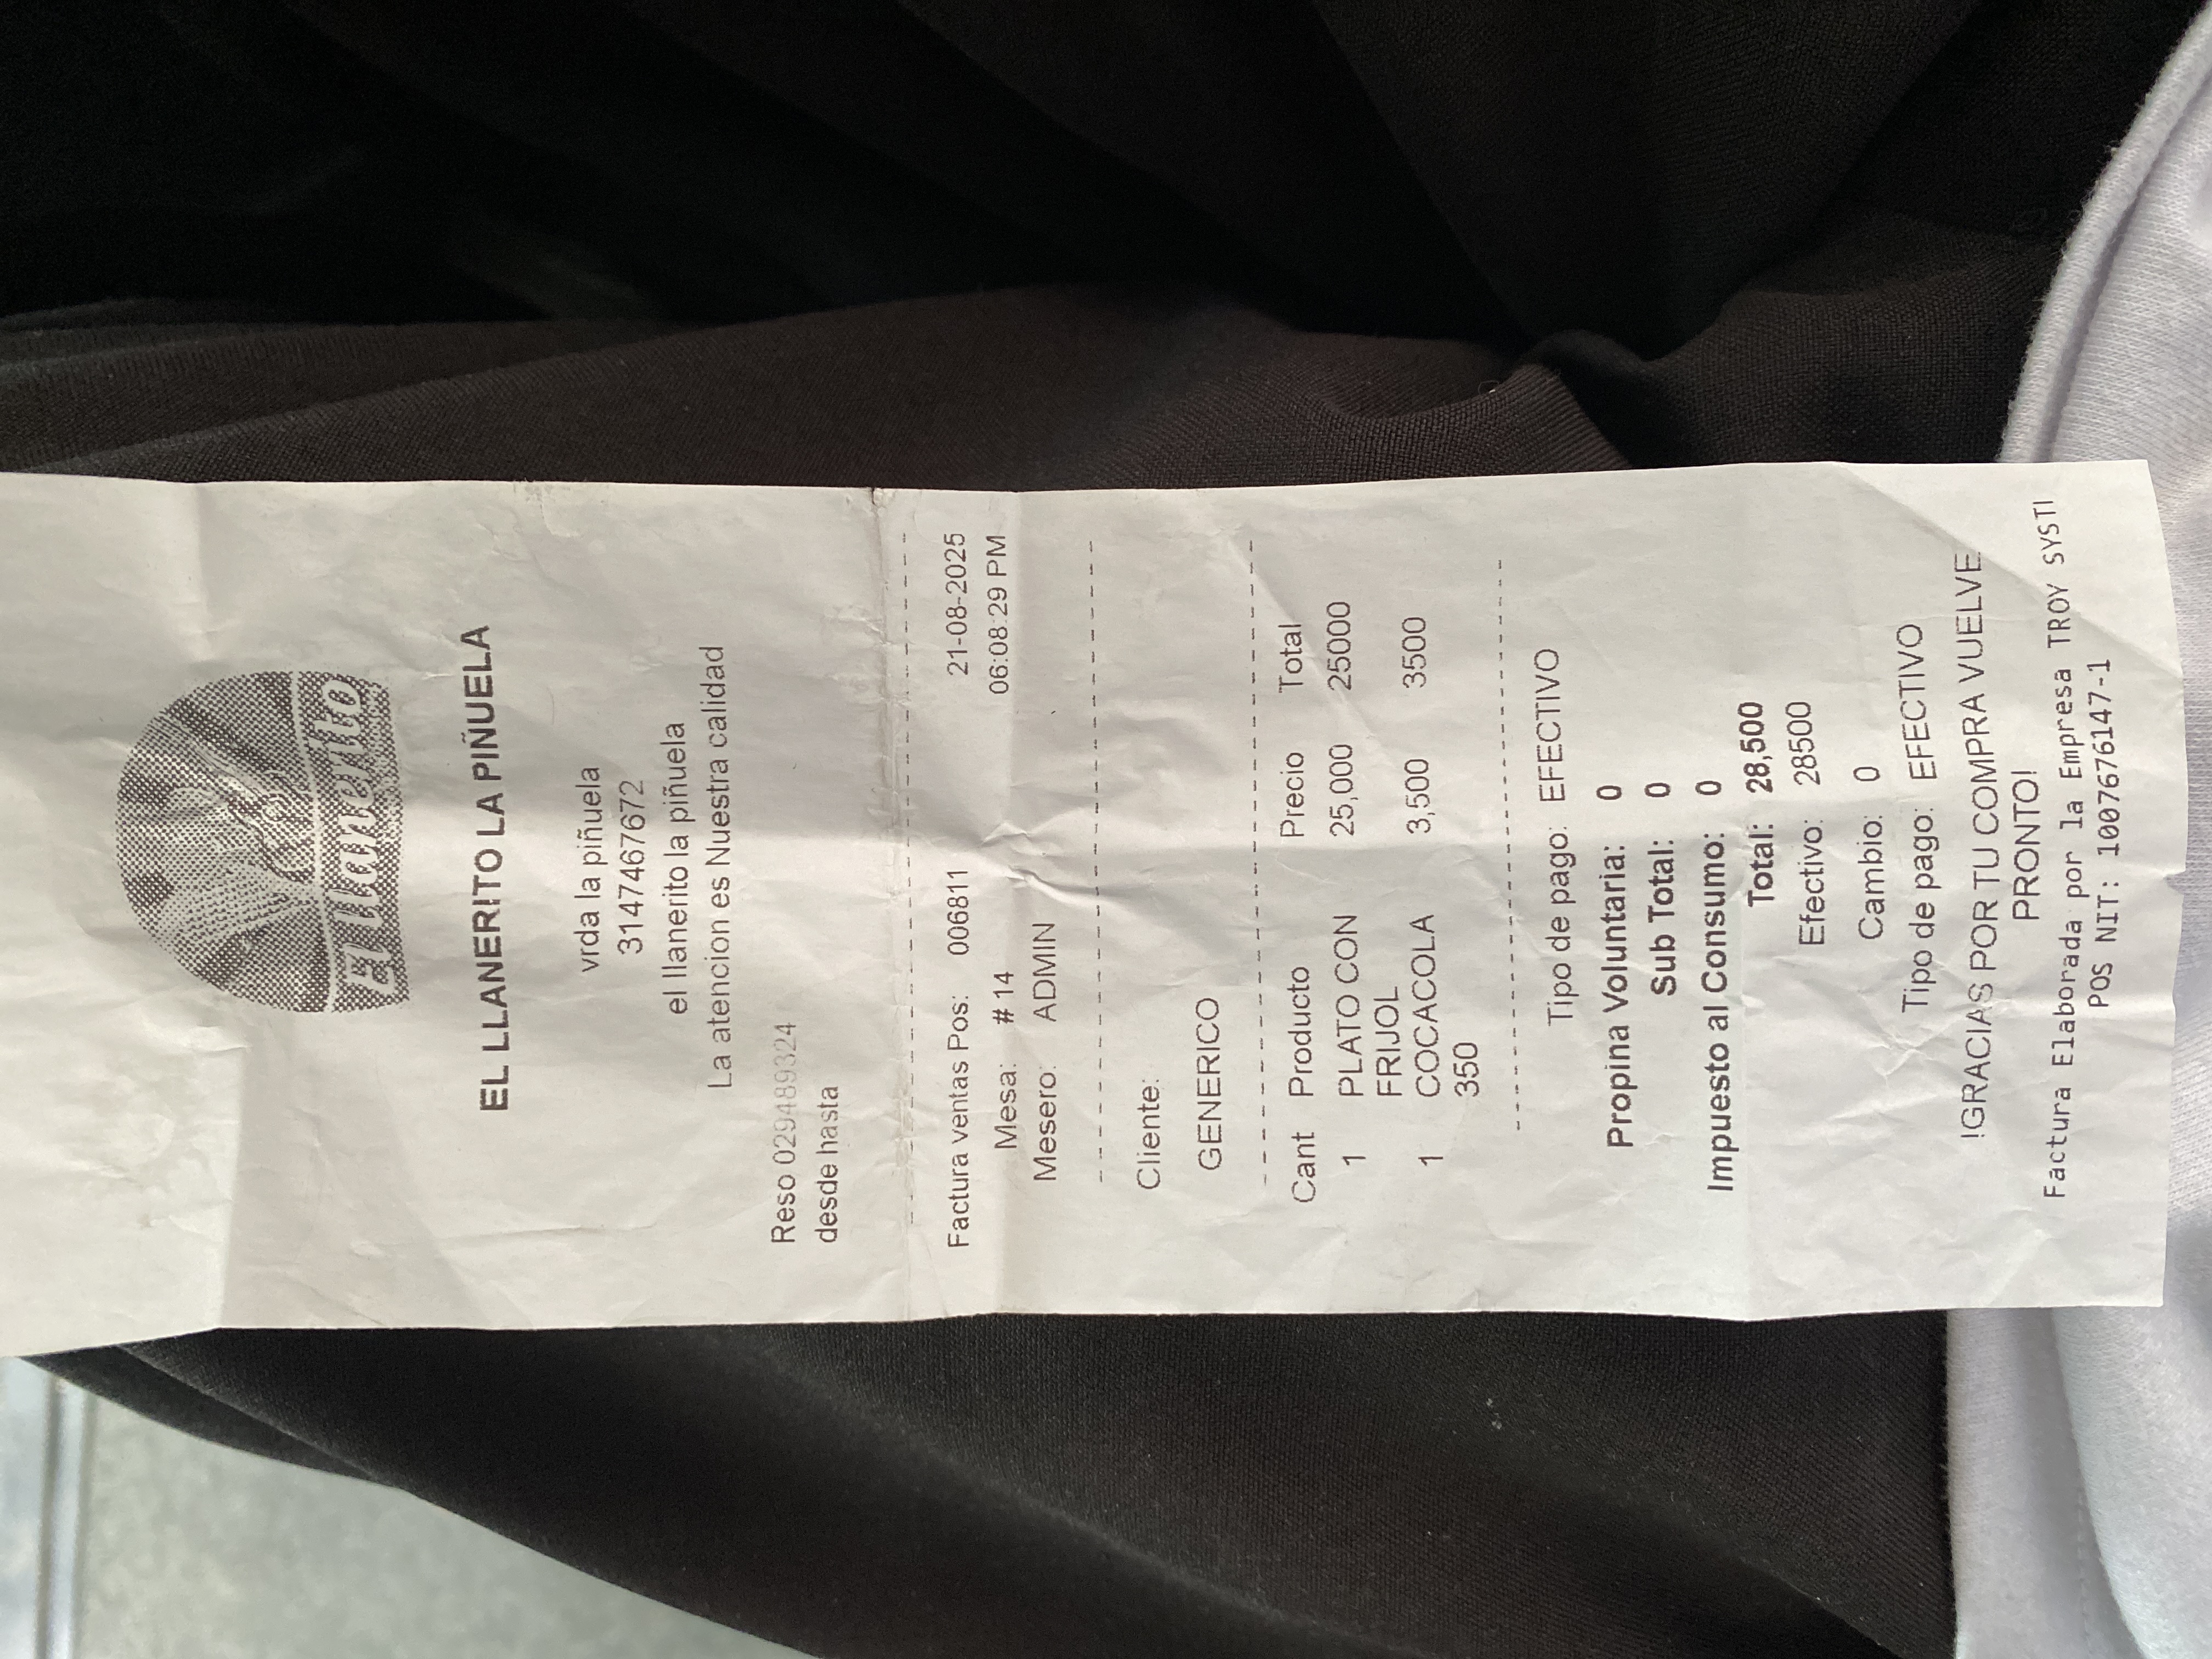 El llanerito
EL LLANERITO LA PIÑUELA
vrda la piñuela
3147467672
el llanerito la piñuela
La atencion es Nuestra calidad
Reso 029489324
desde hasta
Factura ventas Pos: 006811 21-08-2025
Mesa: # 14 06:08:29 PM
Mesero: ADMIN
Cliente:
GENERICO
Cant Producto Precio Total
1 PLATO CON 25,000 25000
FRIJOL
1 COCACOLA 3,500 3500
350
Tipo de pago: EFECTIVO
Propina Voluntaria: 0
Sub Total: 0
Impuesto al Consumo: 0
Total: 28,500
Efectivo: 28500
Cambio: 0
Tipo de pago: EFECTIVO
!GRACIAS POR TU COMPRA VUELVE
PRONTO!
Factura Elaborada por la Empresa TROY SYSTI
POS NIT: 1007676147-1